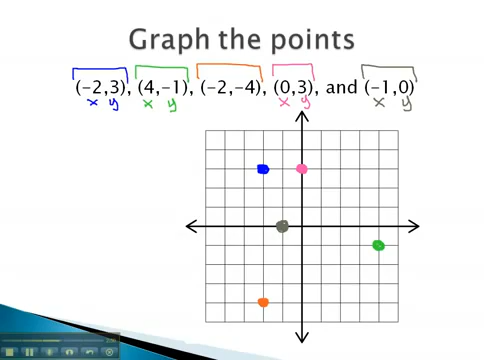 Graph the points
(−2,3), (4,−1), (−2,−4), (0,3), and (−1,0)
x y x y x y x y